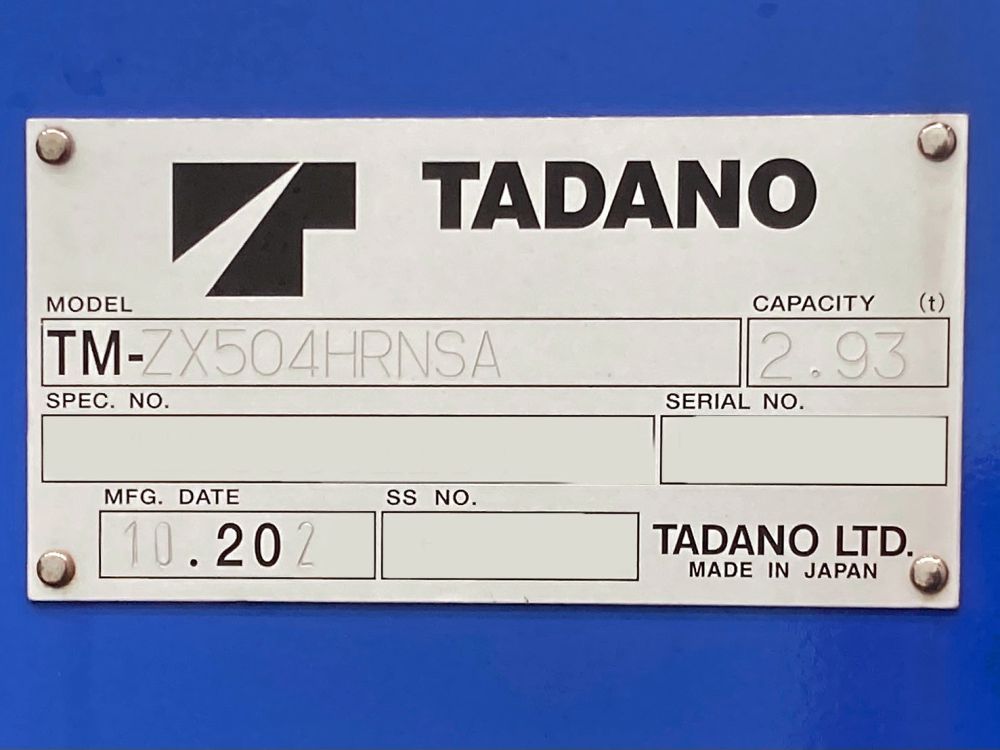 TADANO
MODEL
CAPACITY (t)
TM-ZX504HRNSA
2.93
SPEC. NO.
SERIAL NO.
MFG. DATE
SS NO.
10.202
TADANO LTD.
MADE IN JAPAN